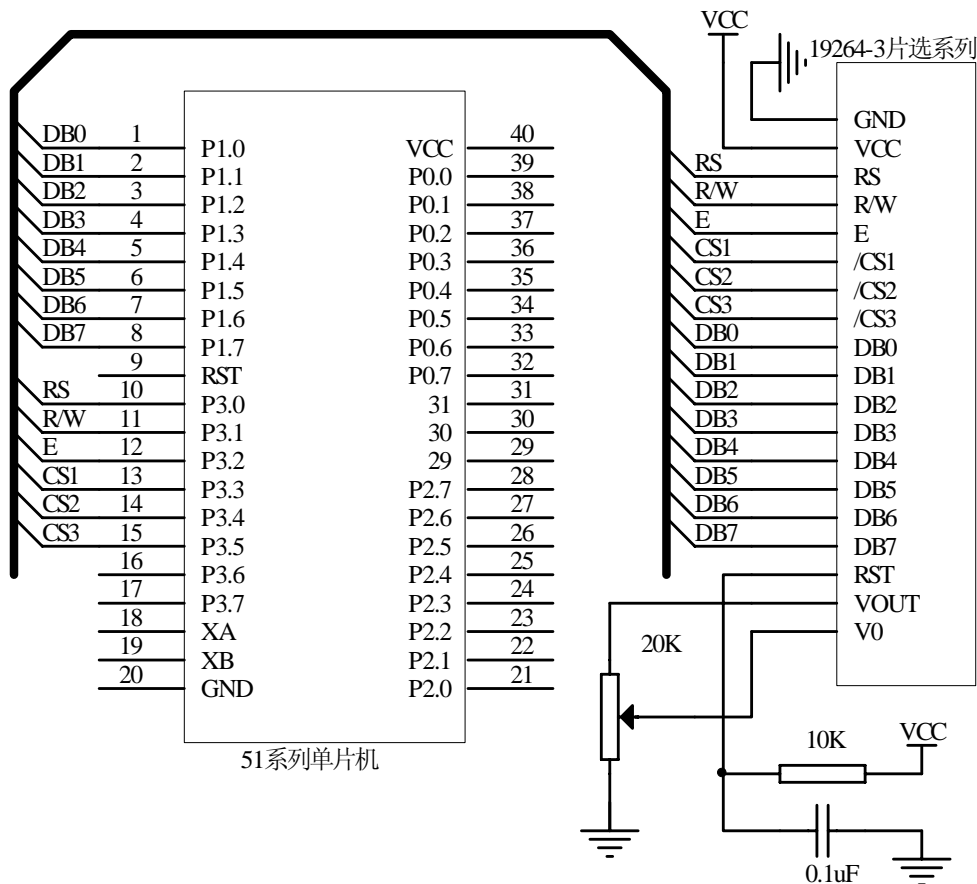 VCC
19264-3片选系列
DB0 1 P1.0 VCC 40
DB1 2 P1.1 P0.0 39
DB2 3 P1.2 P0.1 38
DB3 4 P1.3 P0.2 37
DB4 5 P1.4 P0.3 36
DB5 6 P1.5 P0.4 35
DB6 7 P1.6 P0.5 34
DB7 8 P1.7 P0.6 33
9 RST P0.7 32
RS 10 P3.0 31 31
R/W 11 P3.1 30 30
E 12 P3.2 29 29
CS1 13 P3.3 P2.7 28
CS2 14 P3.4 P2.6 27
CS3 15 P3.5 P2.5 26
16 P3.6 P2.4 25
17 P3.7 P2.3 24
18 XA P2.2 23
19 XB P2.1 22
20 GND P2.0 21
51系列单片机
GND
VCC
RS RS
R/W R/W
E E
CS1 /CS1
CS2 /CS2
CS3 /CS3
DB0 DB0
DB1 DB1
DB2 DB2
DB3 DB3
DB4 DB4
DB5 DB5
DB6 DB6
DB7 DB7
RST
VOUT
V0
20K
10K
VCC
0.1uF